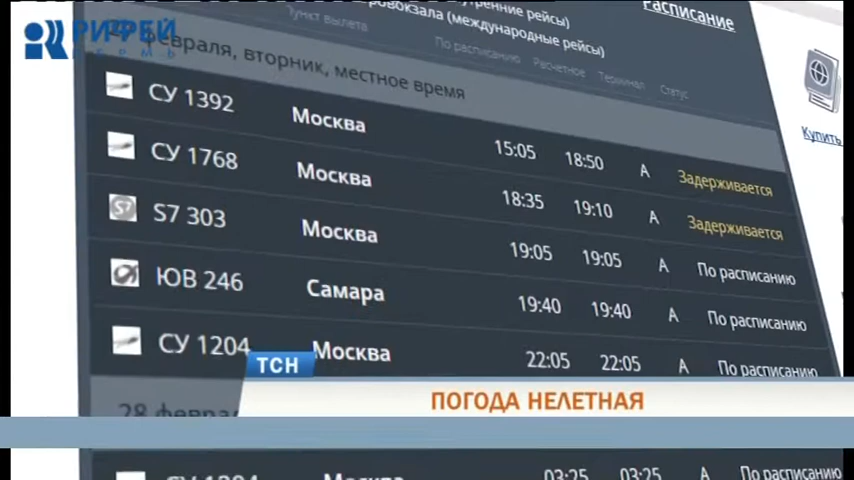 РИФЕЙ
ПЕРМЬ
Расписание
(международные рейсы)
Пункт вылета
По расписанию Расчетное Терминал Статус
февраля, вторник, местное время
Купить
СУ 1392 Москва 15:05 18:50 А Задерживается
СУ 1768 Москва 18:35 19:10 А Задерживается
S7 303 Москва 19:05 19:05 А По расписанию
ЮВ 246 Самара 19:40 19:40 А По расписанию
СУ 1204 Москва 22:05 22:05 А По расписанию
ТСН
ПОГОДА НЕЛЕТНАЯ
28 феврал
Москва 03:25 03:25 А По расписанию